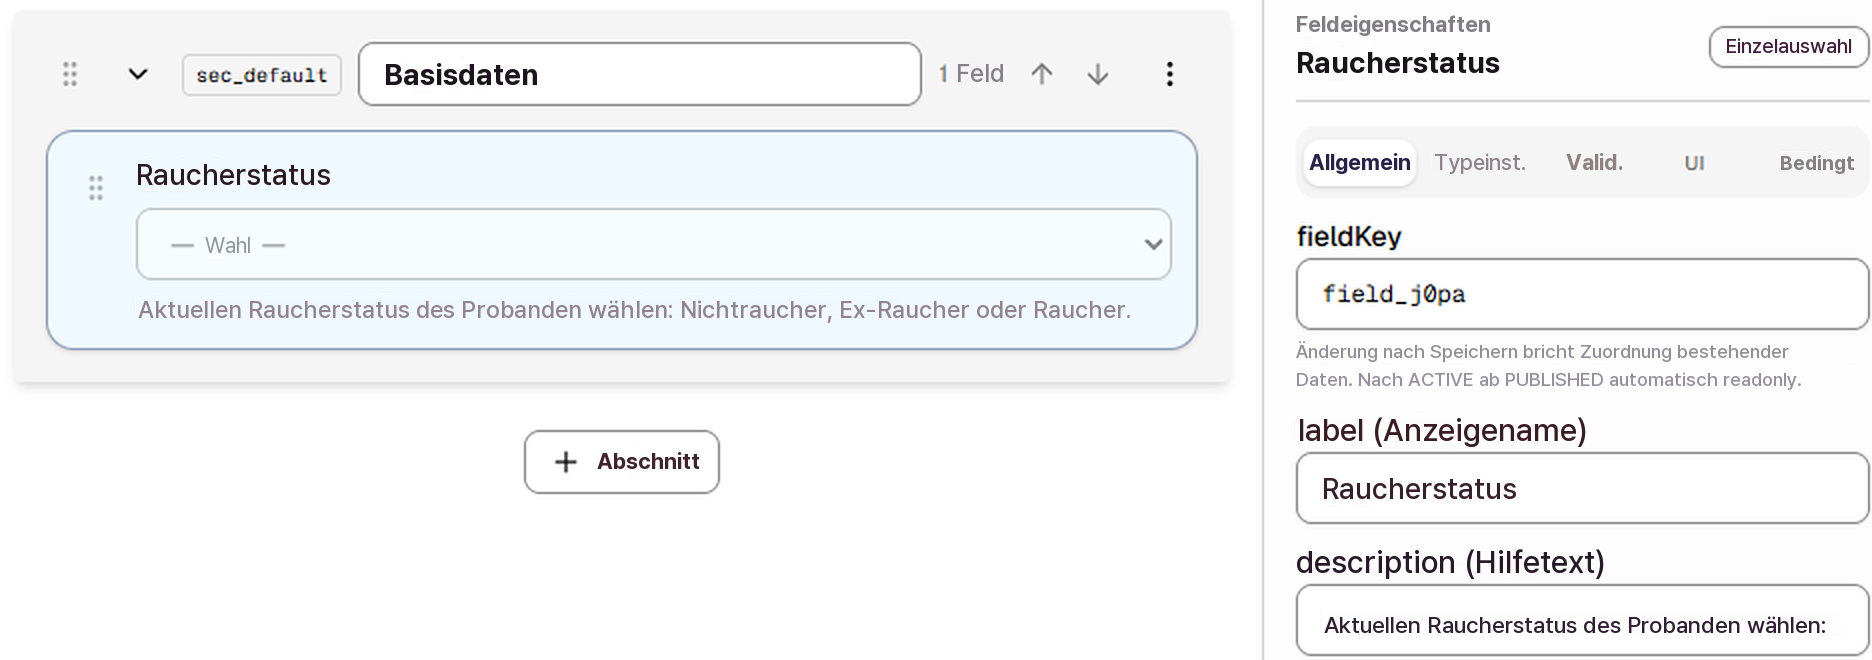 sec_default
Basisdaten
1 Feld
Raucherstatus
— Wahl —
Aktuellen Raucherstatus des Probanden wählen: Nichtraucher, Ex-Raucher oder Raucher.
+ Abschnitt
Feldeigenschaften
Raucherstatus
Einzelauswahl
Allgemein Typeinst. Valid. UI Bedingt
fieldKey
field_j0pa
Änderung nach Speichern bricht Zuordnung bestehender
Daten. Nach ACTIVE ab PUBLISHED automatisch readonly.
label (Anzeigename)
Raucherstatus
description (Hilfetext)
Aktuellen Raucherstatus des Probanden wählen: